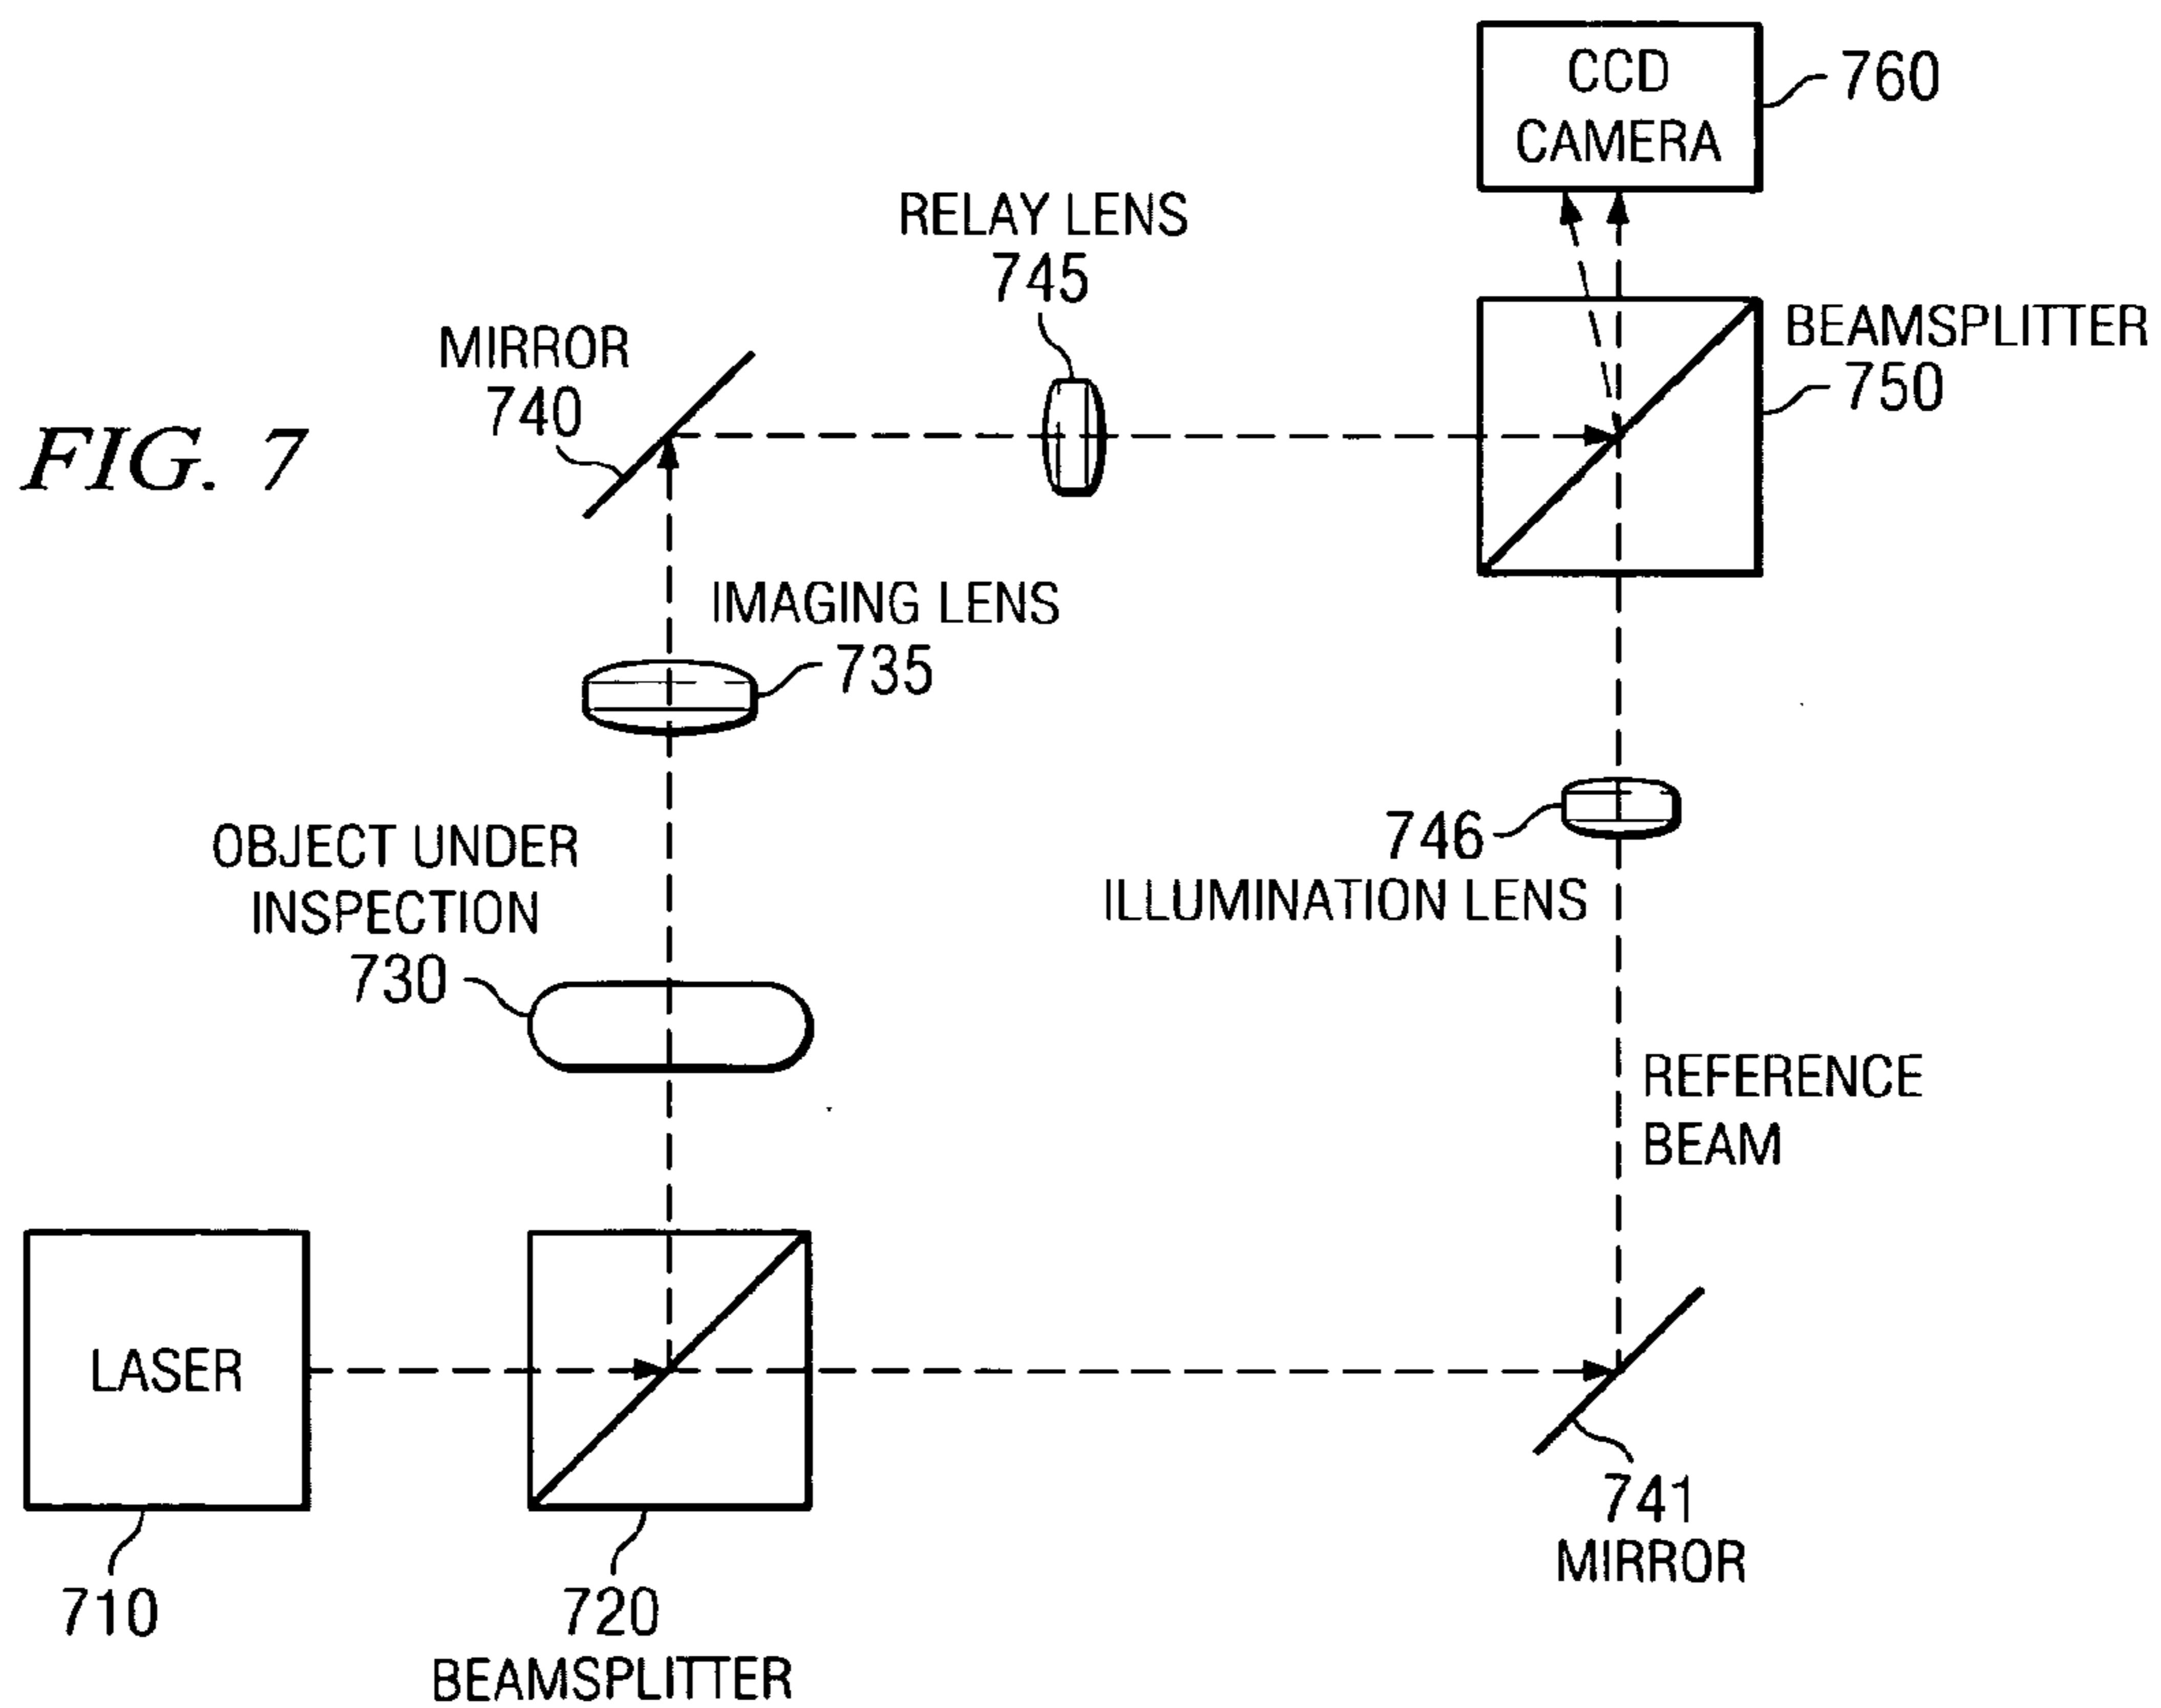 CCD
CAMERA
760
RELAY LENS
745
BEAMSPLITTER
750
MIRROR
740
FIG. 7
IMAGING LENS
735
746
ILLUMINATION LENS
OBJECT UNDER
INSPECTION
730
REFERENCE
BEAM
LASER
710
720
BEAMSPLITTER
741
MIRROR